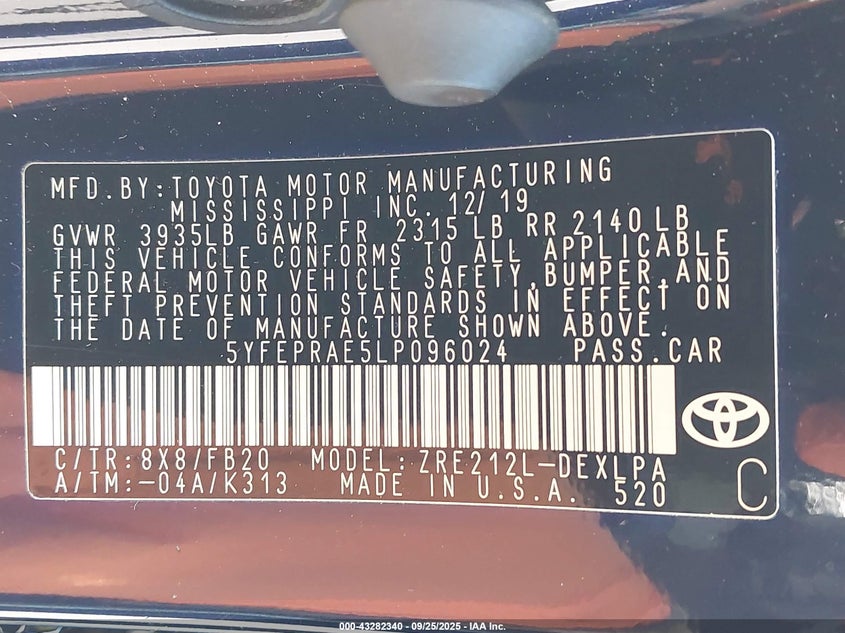 MFD. BY: TOYOTA MOTOR MANUFACTURING
MISSISSIPPI INC. 12/19
GVWR 3935LB GAWR FR 2315 LB RR 2140 LB
THIS VEHICLE CONFORMS TO ALL APPLICABLE
FEDERAL MOTOR VEHICLE SAFETY, BUMPER, AND
THEFT PREVENTION STANDARDS IN EFFECT ON
THE DATE OF MANUFACTURE SHOWN ABOVE.
5YFEPRAE5LP096024 PASS. CAR
C/TR: 8X8/FB20 MODEL: ZRE212L-DEXLPA
A/TM: -04A/K313 MADE IN U.S.A. 520 C
000-43282340 - 09/25/2025 - IAA Inc.